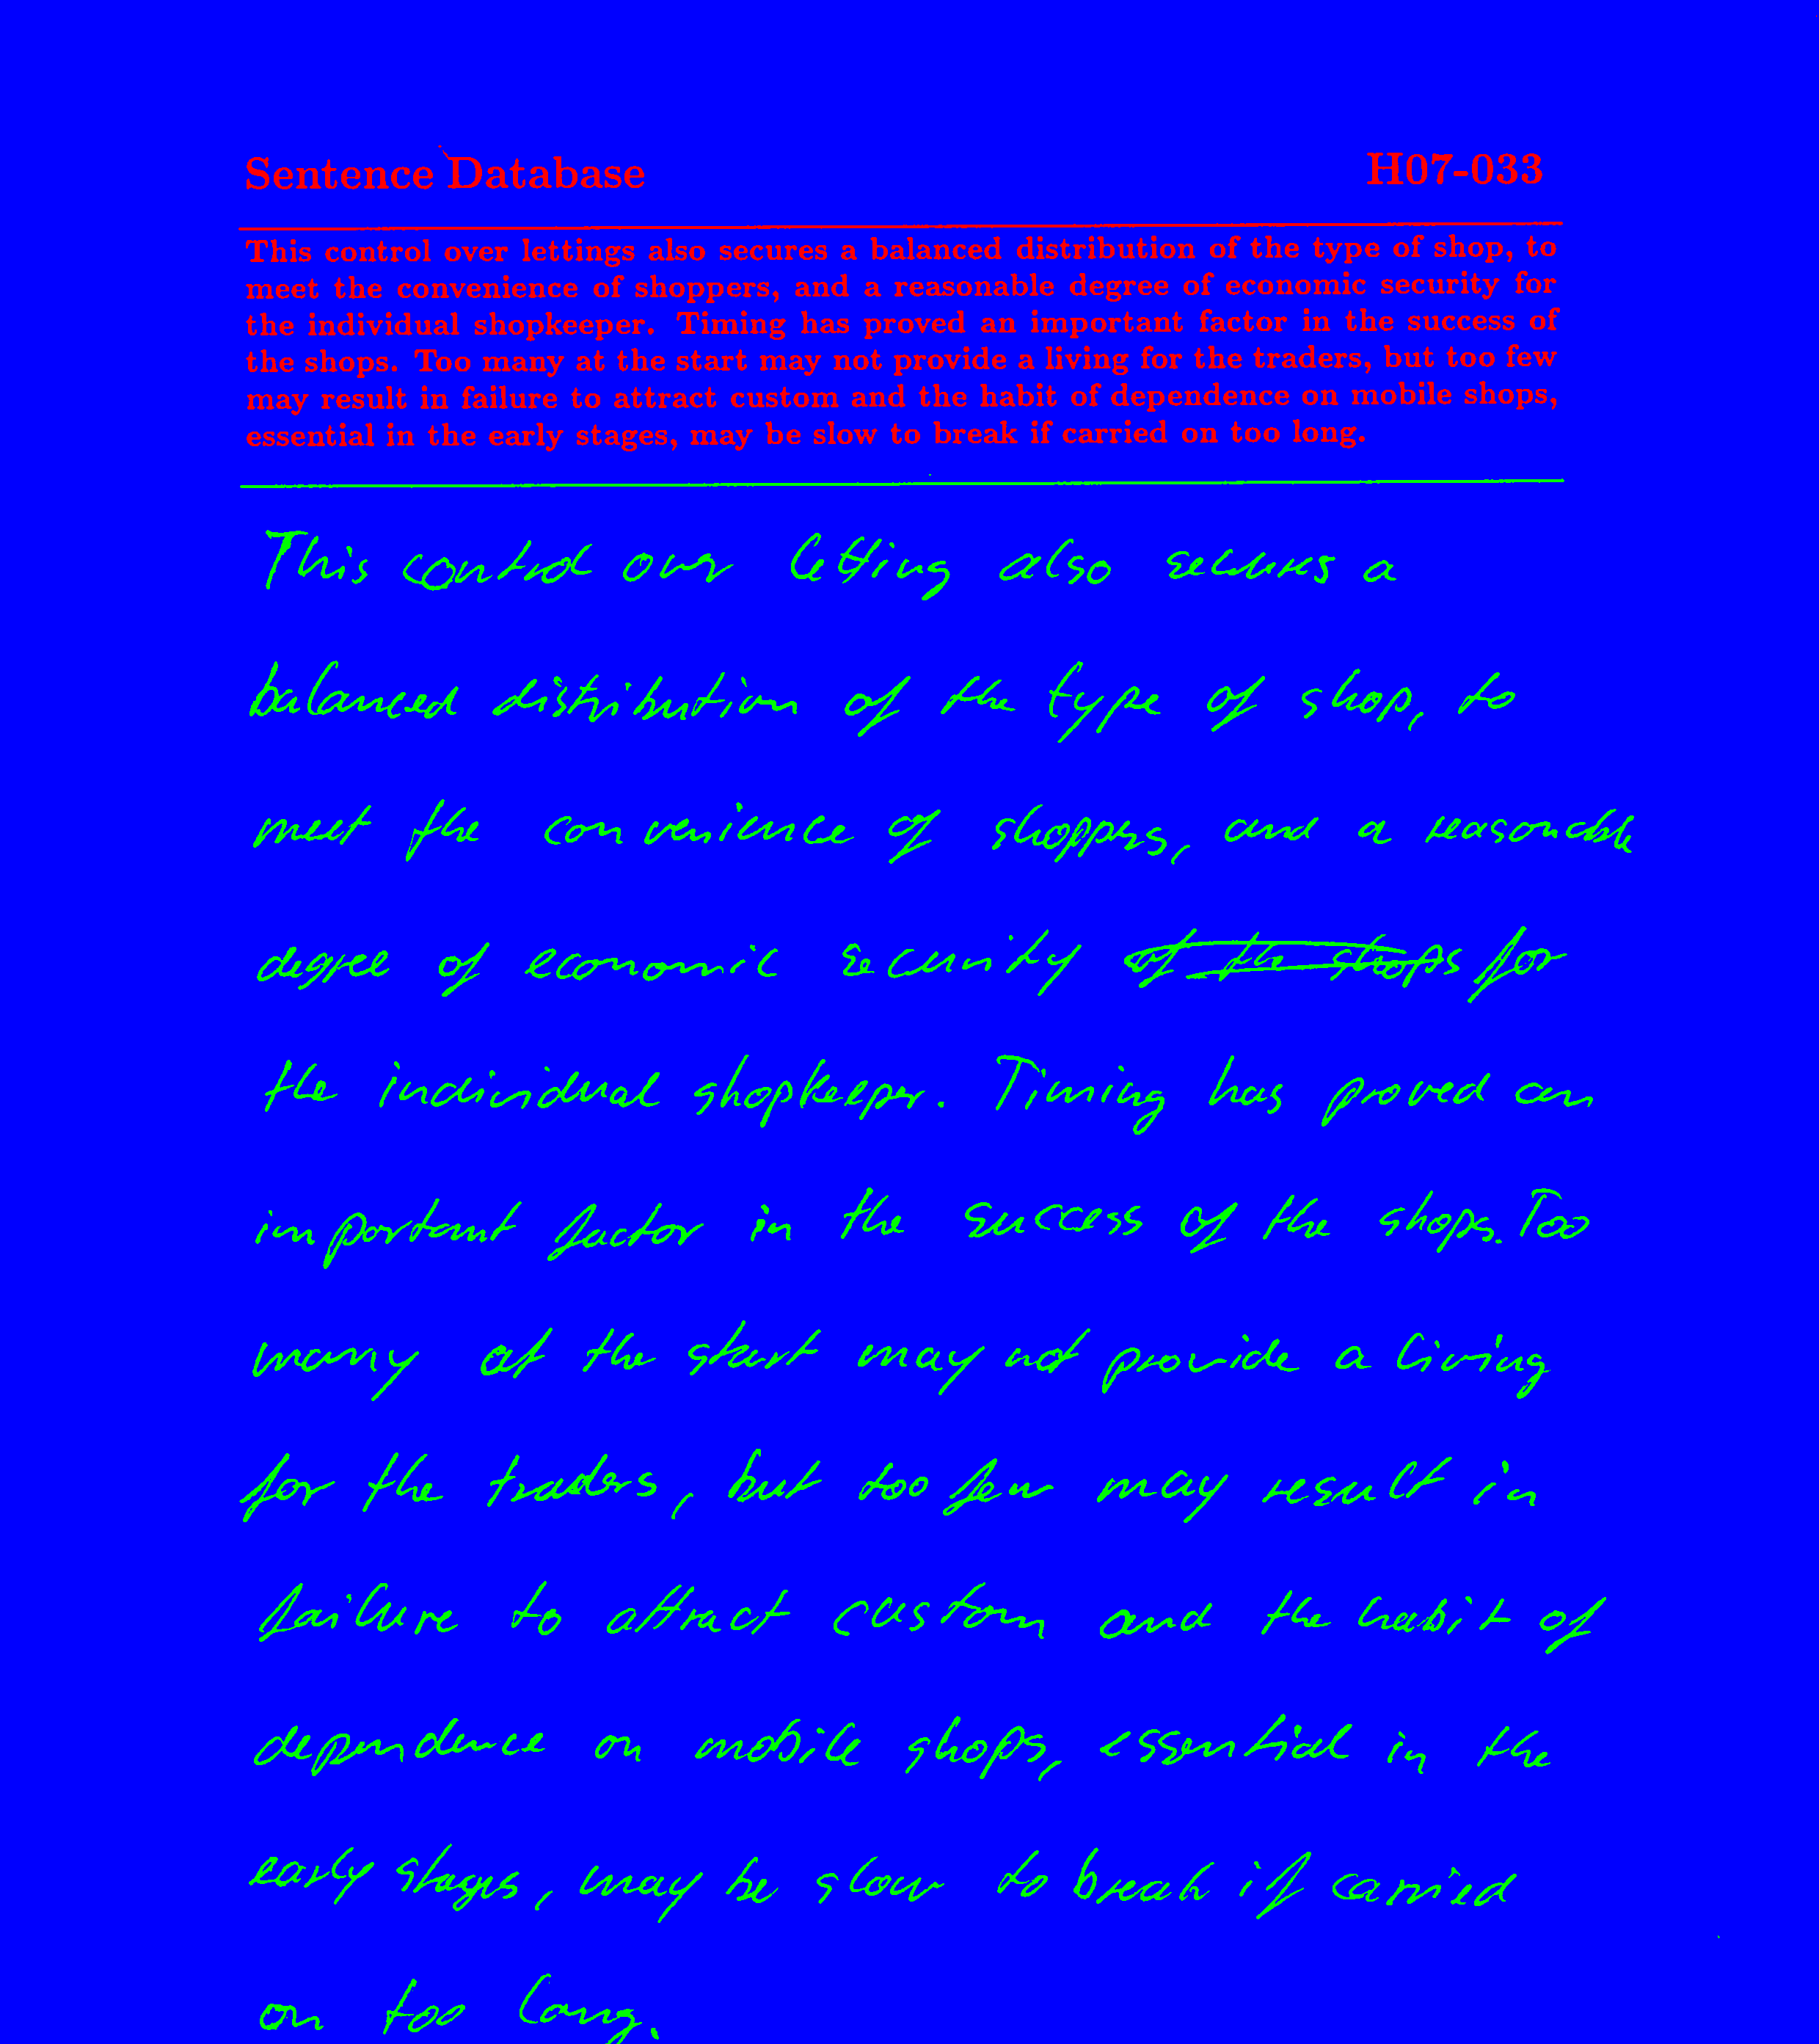 Sentence Database H07-033
This control over lettings also secures a balanced distribution of the type of shop, to
meet the convenience of shoppers, and a reasonable degree of economic security for
the individual shopkeeper. Timing has proved an important factor in the success of
the shops. Too many at the start may not provide a living for the traders, but too few
may result in failure to attract custom and the habit of dependence on mobile shops,
essential in the early stages, may be slow to break if carried on too long.
This control over letting also secures a
balanced distribution of the type of shop, to
meet the convenience of shoppers, and a reasonable
degree of economic security of the shops for
the individual shopkeeper. Timing has proved an
important factor in the success of the shops. Too
many at the start may not provide a living
for the traders, but too few may result in
failure to attract custom and the habit of
dependence on mobile shops, essential in the
early stages, may be slow to break if carried
on too long.